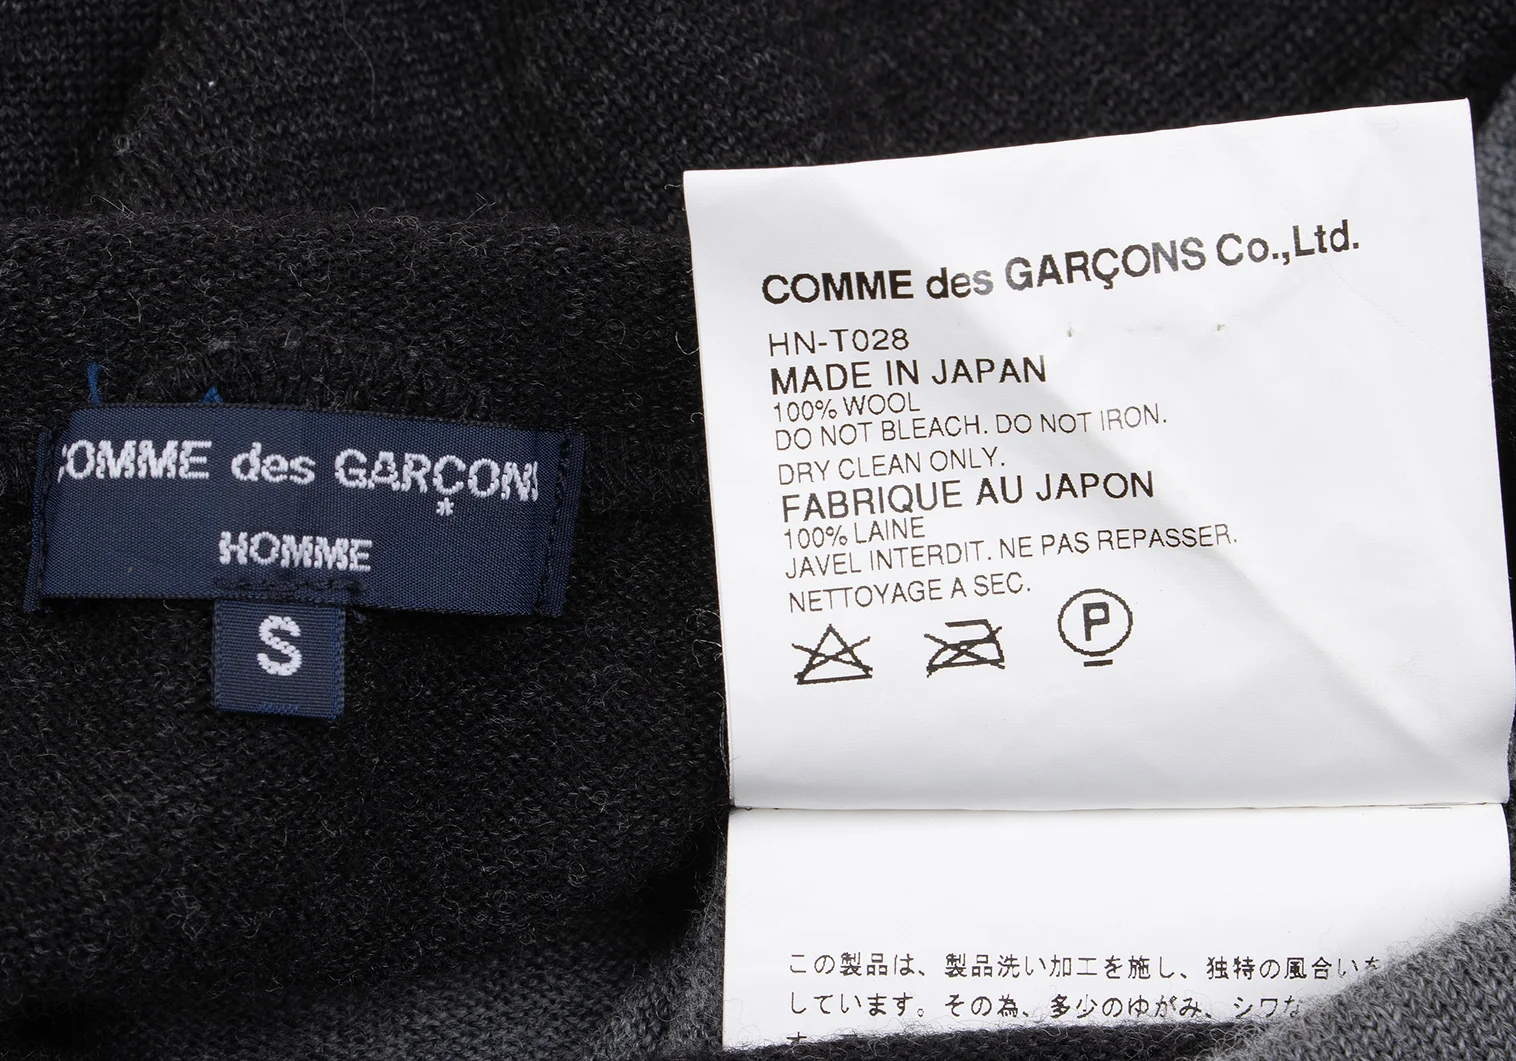 COMME des GARÇONS
*
HOMME
S
COMME des GARÇONS Co.,Ltd.
HN-T028
MADE IN JAPAN
100% WOOL
DO NOT BLEACH. DO NOT IRON.
DRY CLEAN ONLY.
FABRIQUE AU JAPON
100% LAINE
JAVEL INTERDIT. NE PAS REPASSER.
NETTOYAGE A SEC.
P
この製品は、製品洗い加工を施し、独特の風合いを
しています。その為、多少のゆがみ、シワな